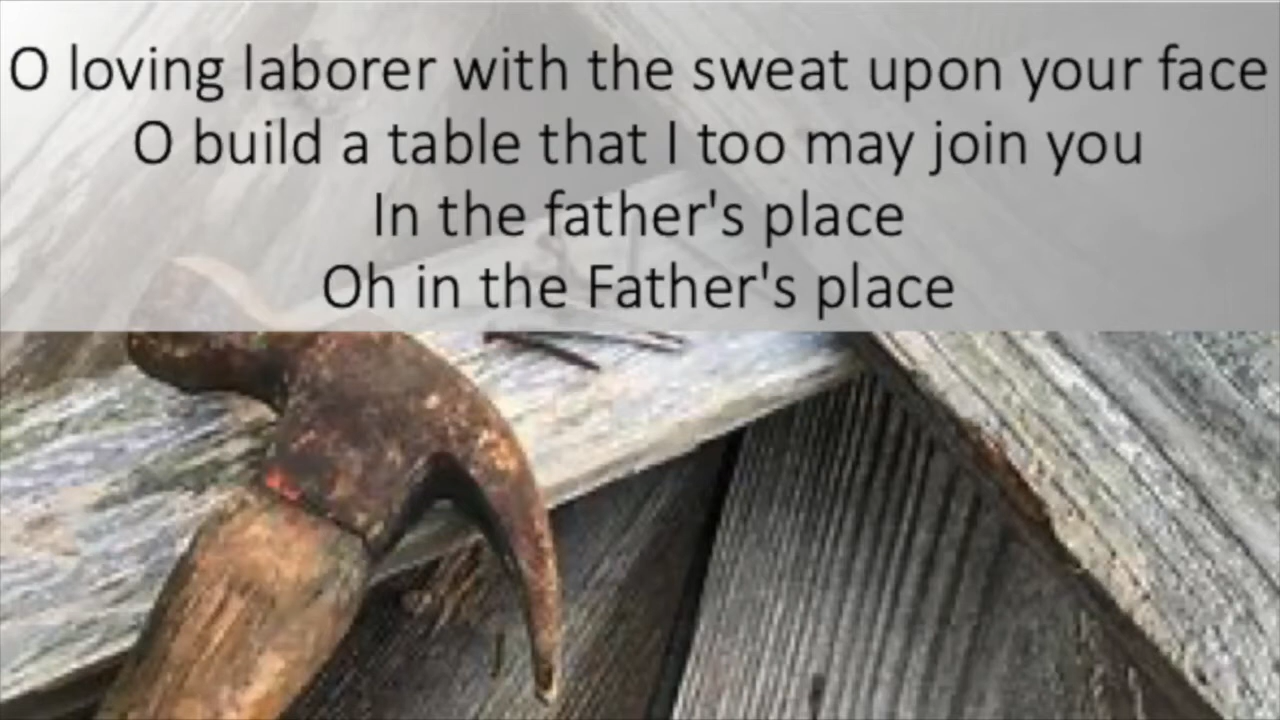 O loving laborer with the sweat upon your face
O build a table that I too may join you
In the father's place
Oh in the Father's place